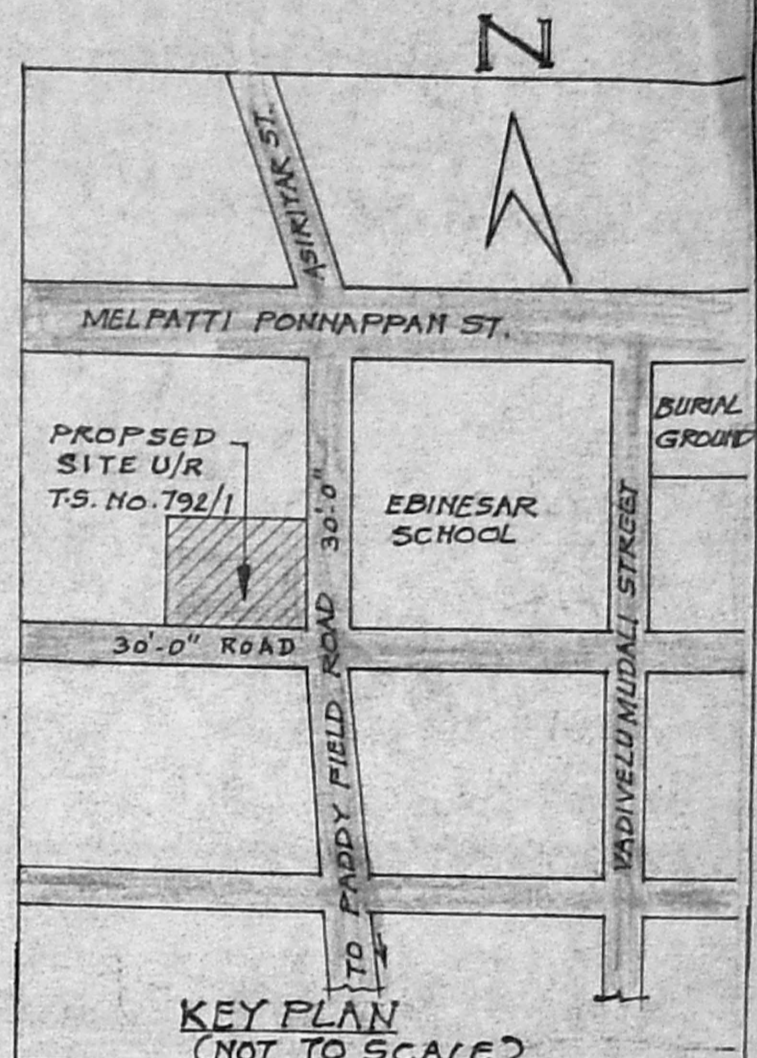 N
ASIRIYAR ST.
MELPATTI PONNAPPAN ST.
PROPSED
SITE U/R
T.S. NO. 792/1
EBINESAR
SCHOOL
BURIAL
GROUND
30'-0" ROAD
TO PADDY FIELD ROAD 30'-0"
VADIVELU MUDALI STREET
KEY PLAN
(NOT TO SCALE)